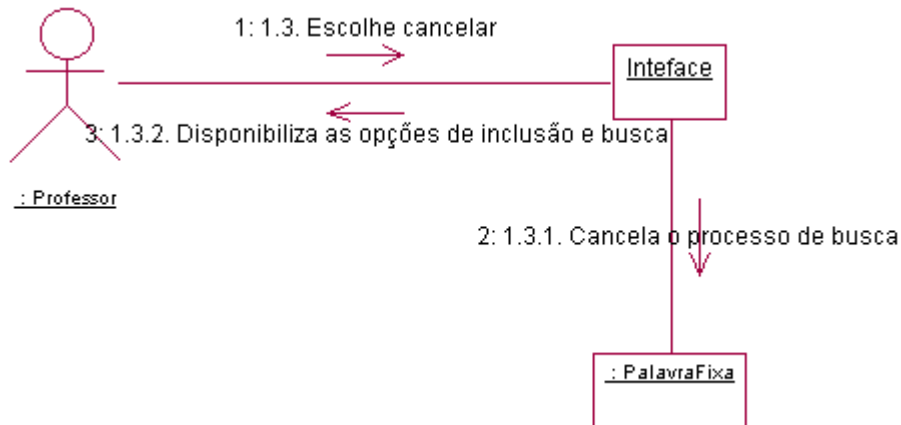 1: 1.3. Escolhe cancelar
Inteface
3: 1.3.2. Disponibiliza as opções de inclusão e busca
: Professor
2: 1.3.1. Cancela o processo de busca
: PalavraFixa